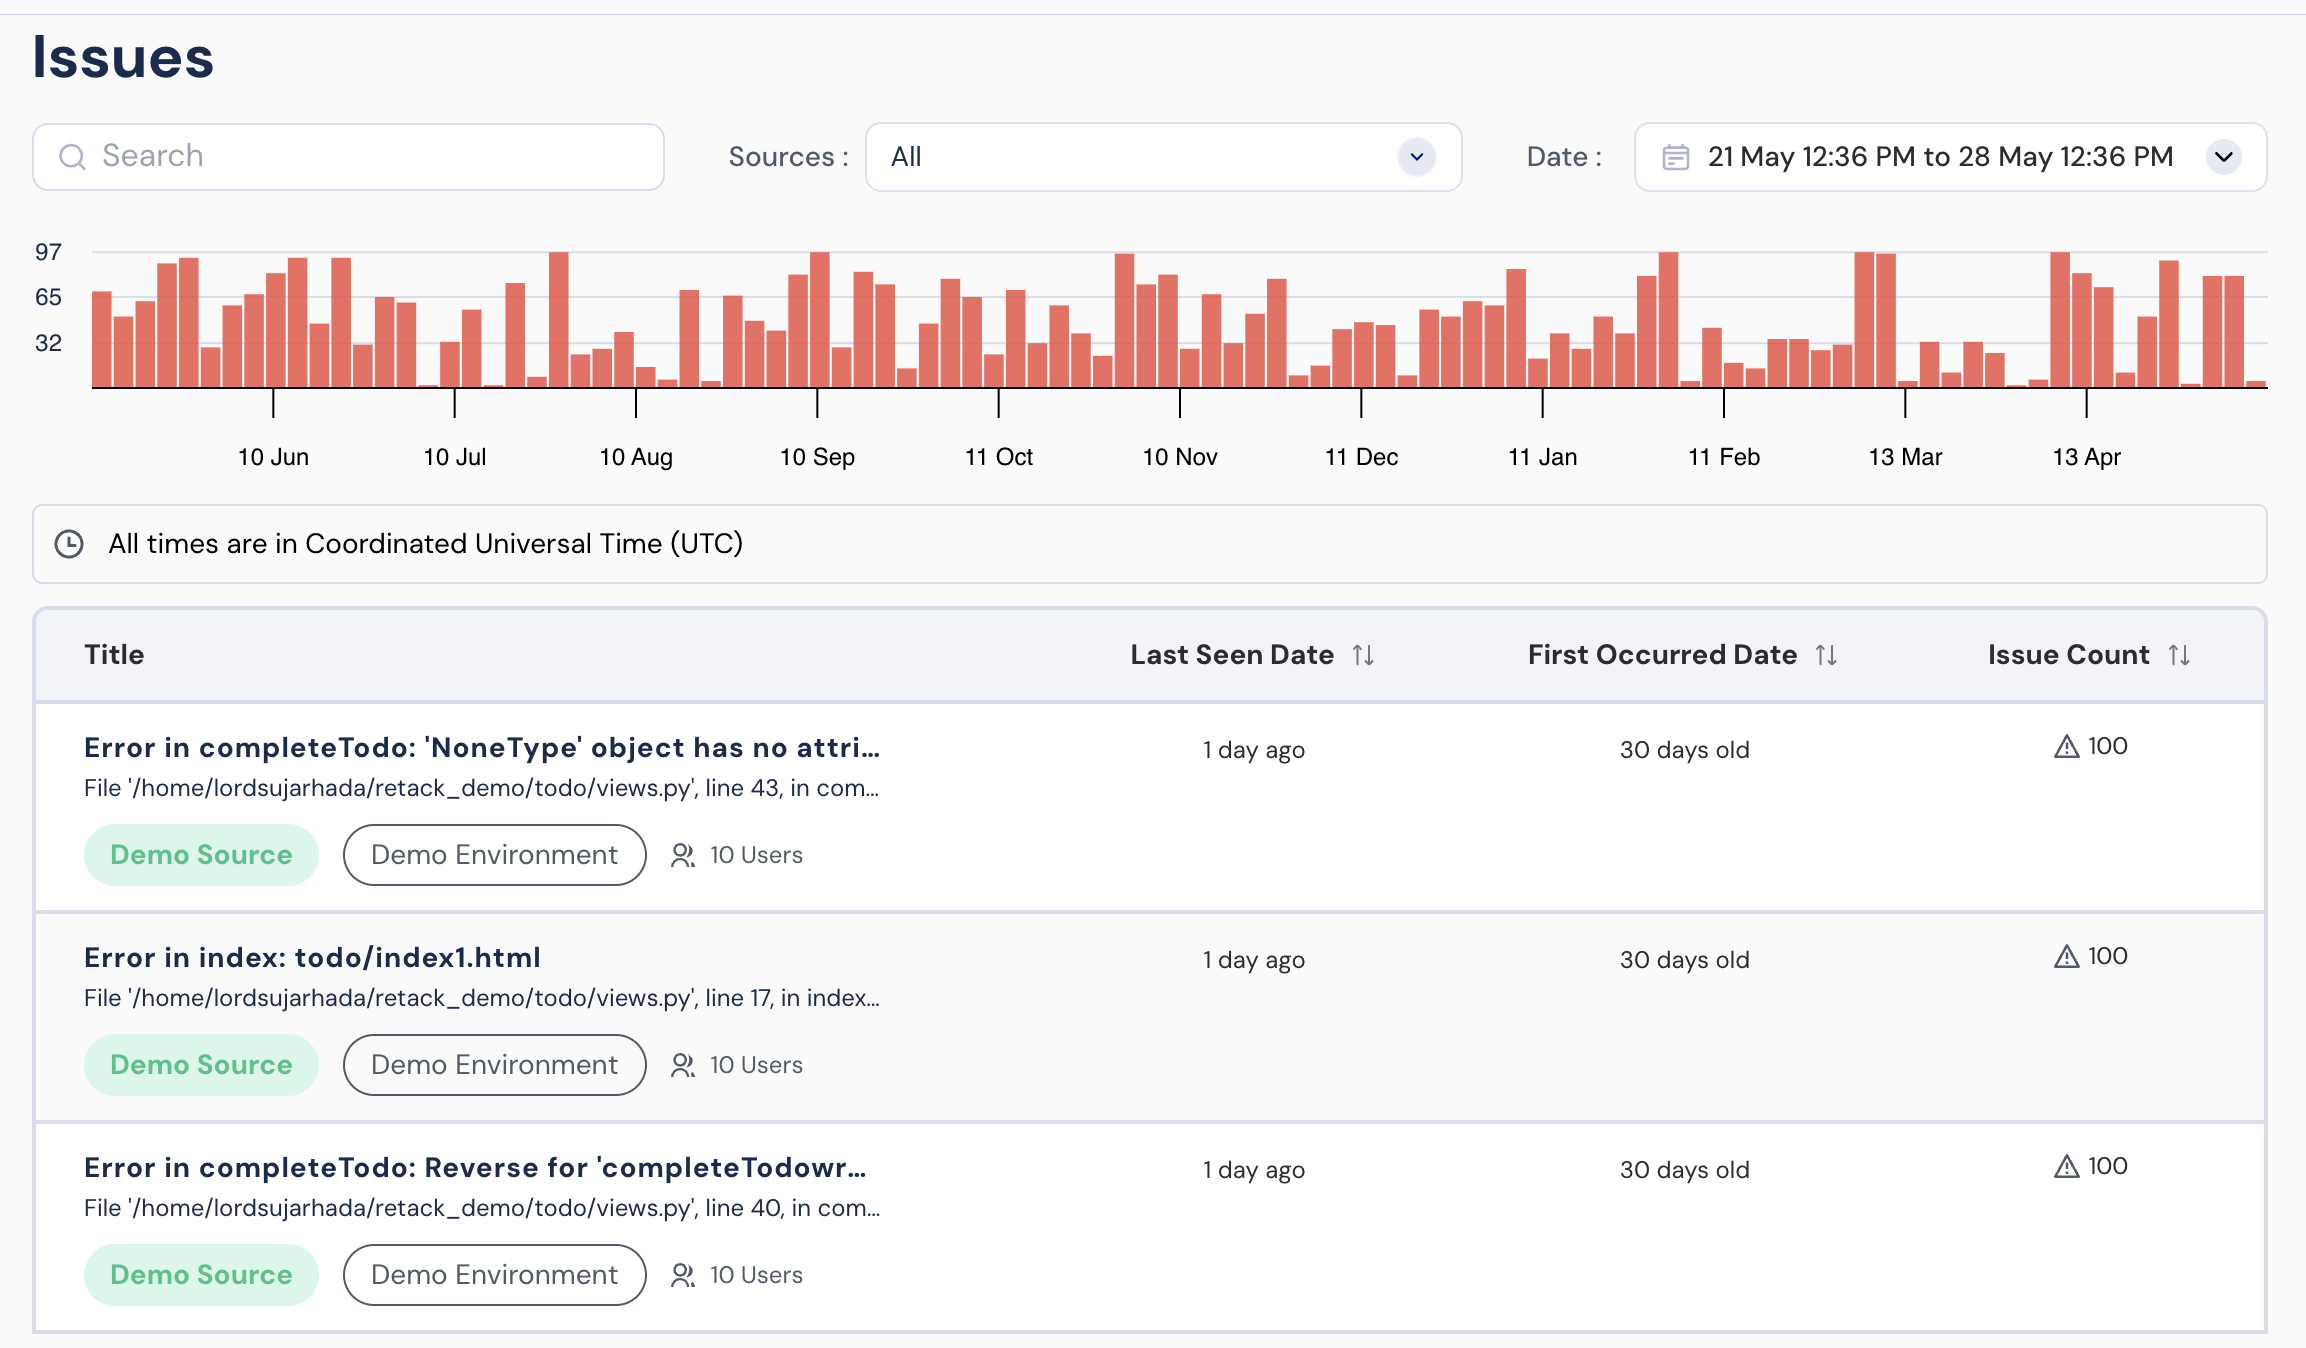 Issues
Search
Sources :
All
Date :
21 May 12:36 PM to 28 May 12:36 PM
97
65
32
10 Jun
10 Jul
10 Aug
10 Sep
11 Oct
10 Nov
11 Dec
11 Jan
11 Feb
13 Mar
13 Apr
All times are in Coordinated Universal Time (UTC)
Title
Last Seen Date
First Occurred Date
Issue Count
Error in completeTodo: 'NoneType' object has no attri...
1 day ago
30 days old
100
File '/home/lordsujarhada/retack_demo/todo/views.py', line 43, in com...
Demo Source
Demo Environment
10 Users
Error in index: todo/index1.html
1 day ago
30 days old
100
File '/home/lordsujarhada/retack_demo/todo/views.py', line 17, in index...
Demo Source
Demo Environment
10 Users
Error in completeTodo: Reverse for 'completeTodowr...
1 day ago
30 days old
100
File '/home/lordsujarhada/retack_demo/todo/views.py', line 40, in com...
Demo Source
Demo Environment
10 Users